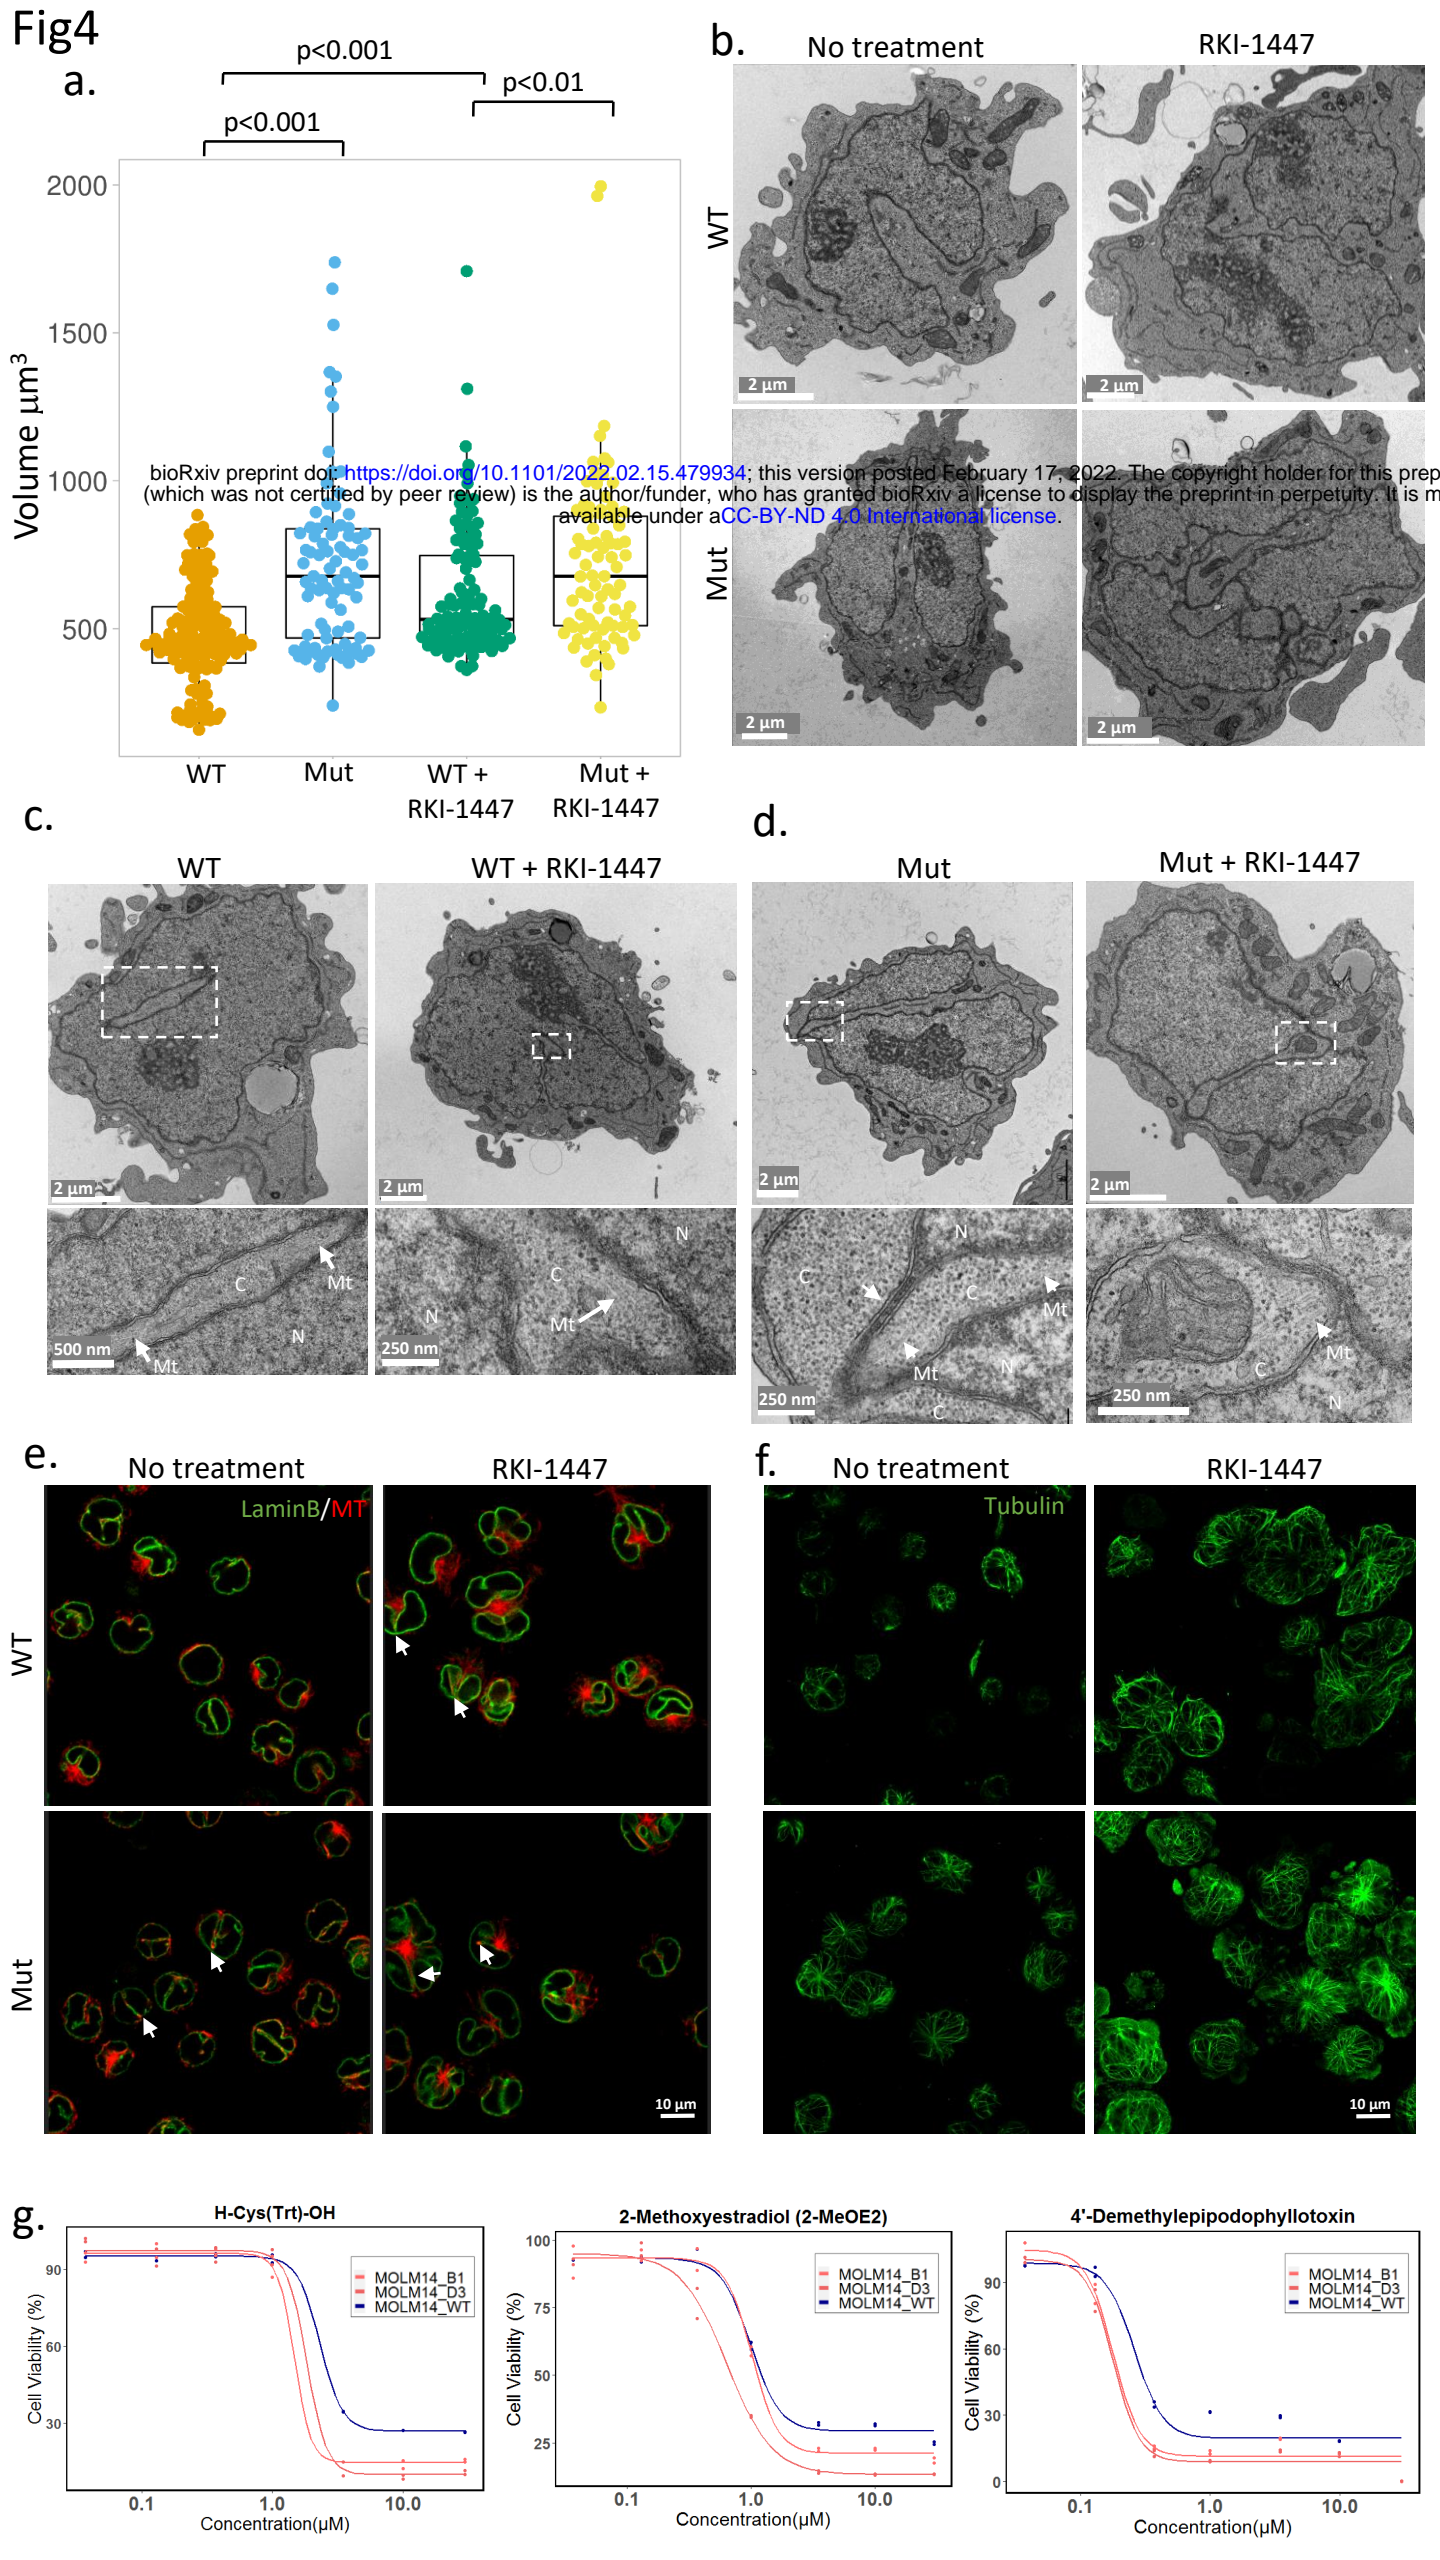 Fig4
a.
p<0.001
p<0.01
p<0.001
Volume µm³
2000
1500
1000
500
WT
Mut
WT +
RKI-1447
Mut +
RKI-1447
bioRxiv preprint doi: https://doi.org/10.1101/2022.02.15.479934; this version posted February 17, 2022. The copyright holder for this prep
(which was not certified by peer review) is the author/funder, who has granted bioRxiv a license to display the preprint in perpetuity. It is m
available under aCC-BY-ND 4.0 International license.
b.
No treatment
RKI-1447
WT
Mut
2 µm
2 µm
2 µm
2 µm
c.
WT
WT + RKI-1447
2 µm
2 µm
C
Mt
N
Mt
500 nm
N
C
N
Mt
250 nm
d.
Mut
Mut + RKI-1447
2 µm
2 µm
C
N
C
Mt
Mt
N
C
250 nm
Mt
C
N
250 nm
e.
No treatment
RKI-1447
LaminB/MT
WT
Mut
10 µm
f.
No treatment
RKI-1447
Tubulin
10 µm
g.
H-Cys(Trt)-OH
Cell Viability (%)
90
60
30
MOLM14_B1
MOLM14_D3
MOLM14_WT
0.1
1.0
10.0
Concentration(µM)
2-Methoxyestradiol (2-MeOE2)
Cell Viability (%)
100
75
50
25
MOLM14_B1
MOLM14_D3
MOLM14_WT
0.1
1.0
10.0
Concentration(µM)
4'-Demethylepipodophyllotoxin
Cell Viability (%)
90
60
30
0
MOLM14_B1
MOLM14_D3
MOLM14_WT
0.1
1.0
10.0
Concentration(µM)